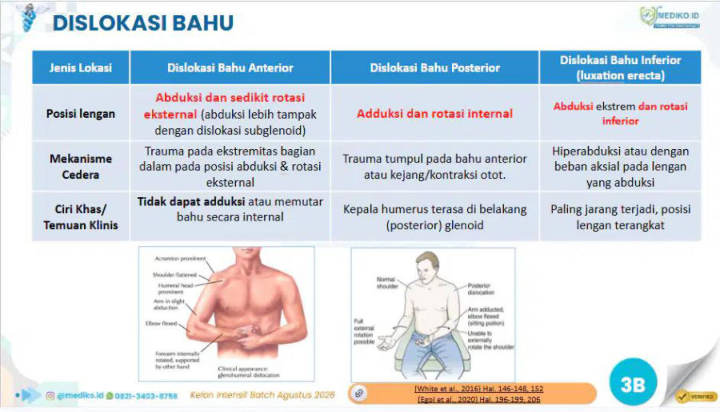 DISLOKASI BAHU
MEDIKO.ID
Jenis Lokasi
Dislokasi Bahu Anterior
Dislokasi Bahu Posterior
Dislokasi Bahu Inferior
(luxation erecta)
Posisi lengan
Abduksi dan sedikit rotasi
eksternal (abduksi lebih tampak
dengan dislokasi subglenoid)
Adduksi dan rotasi internal
Abduksi ekstrem dan rotasi
inferior
Mekanisme
Cedera
Trauma pada ekstremitas bagian
dalam pada posisi abduksi & rotasi
eksternal
Trauma tumpul pada bahu anterior
atau kejang/kontraksi otot.
Hiperabduksi atau dengan
beban aksial pada lengan
yang abduksi
Ciri Khas/
Temuan Klinis
Tidak dapat adduksi atau memutar
bahu secara internal
Kepala humerus terasa di belakang
(posterior) glenoid
Paling jarang terjadi, posisi
lengan terangkat
Acromion prominent
Shoulder flattened
Humeral head
prominent
Arm in slight
abduction
Elbow flexed
Forearm internally
rotated, supported
by other hand
Clinical appearance:
glenohumeral dislocation
Normal
shoulder
Full
external
rotation
possible
Posterior
dislocation
Arm adducted,
elbow flexed
(sitting position)
Unable to
externally
rotate the shoulder
@mediko.id
0821-3403-8758
Kelan Intensif Batch Agustus 2026
(White et al., 2016) Hal. 146-148, 152
(Egol et al., 2020) Hal. 196-199, 206
3B
VERIFIED